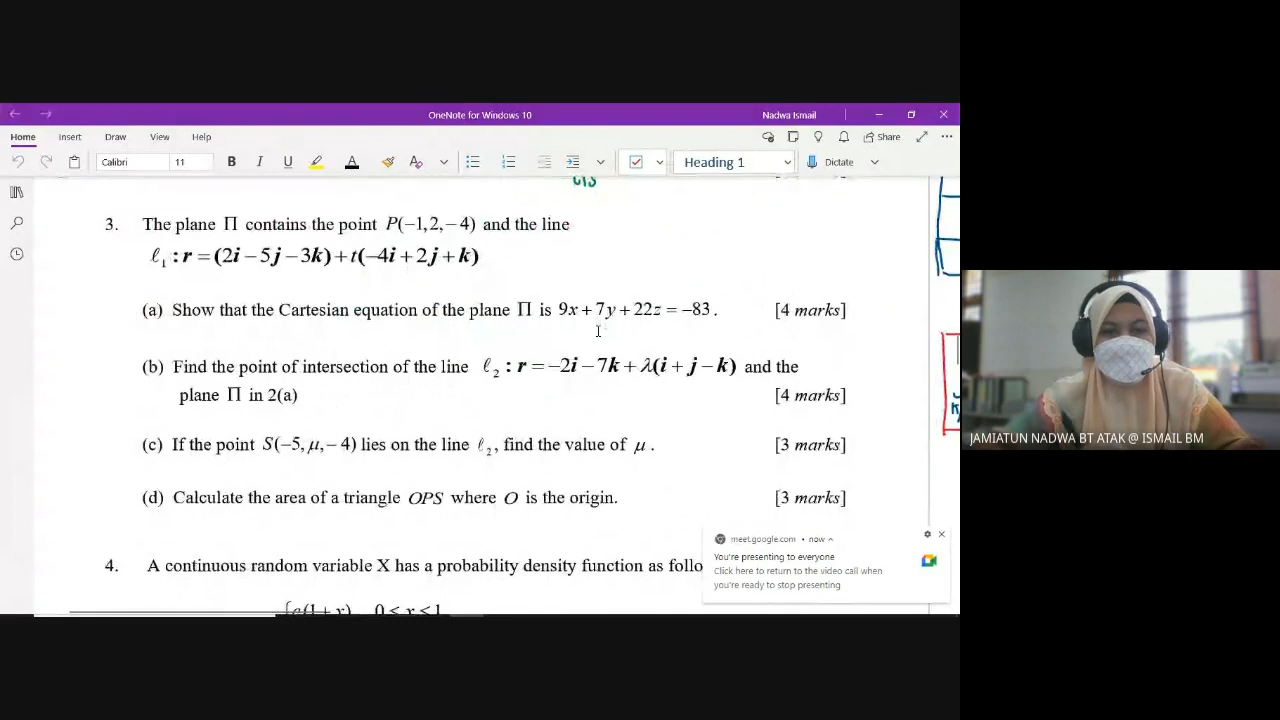 OneNote for Windows 10
Nadwa Ismail
Home Insert Draw View Help
Share
Calibri 11 B I U A Heading 1 Dictate
cis
3. The plane Π contains the point P(−1,2,−4) and the line
ℓ₁ : r = (2i − 5j − 3k) + t(−4i + 2j + k)
(a) Show that the Cartesian equation of the plane Π is 9x + 7y + 22z = −83. [4 marks]
(b) Find the point of intersection of the line ℓ₂ : r = −2i − 7k + λ(i + j − k) and the
plane Π in 2(a) [4 marks]
(c) If the point S(−5, μ, −4) lies on the line ℓ₂, find the value of μ. [3 marks]
(d) Calculate the area of a triangle OPS where O is the origin. [3 marks]
4. A continuous random variable X has a probability density function as follo
0 < x < 1
meet.google.com • now
You're presenting to everyone
Click here to return to the video call when
you're ready to stop presenting
JAMIATUN NADWA BT ATAK @ ISMAIL BM